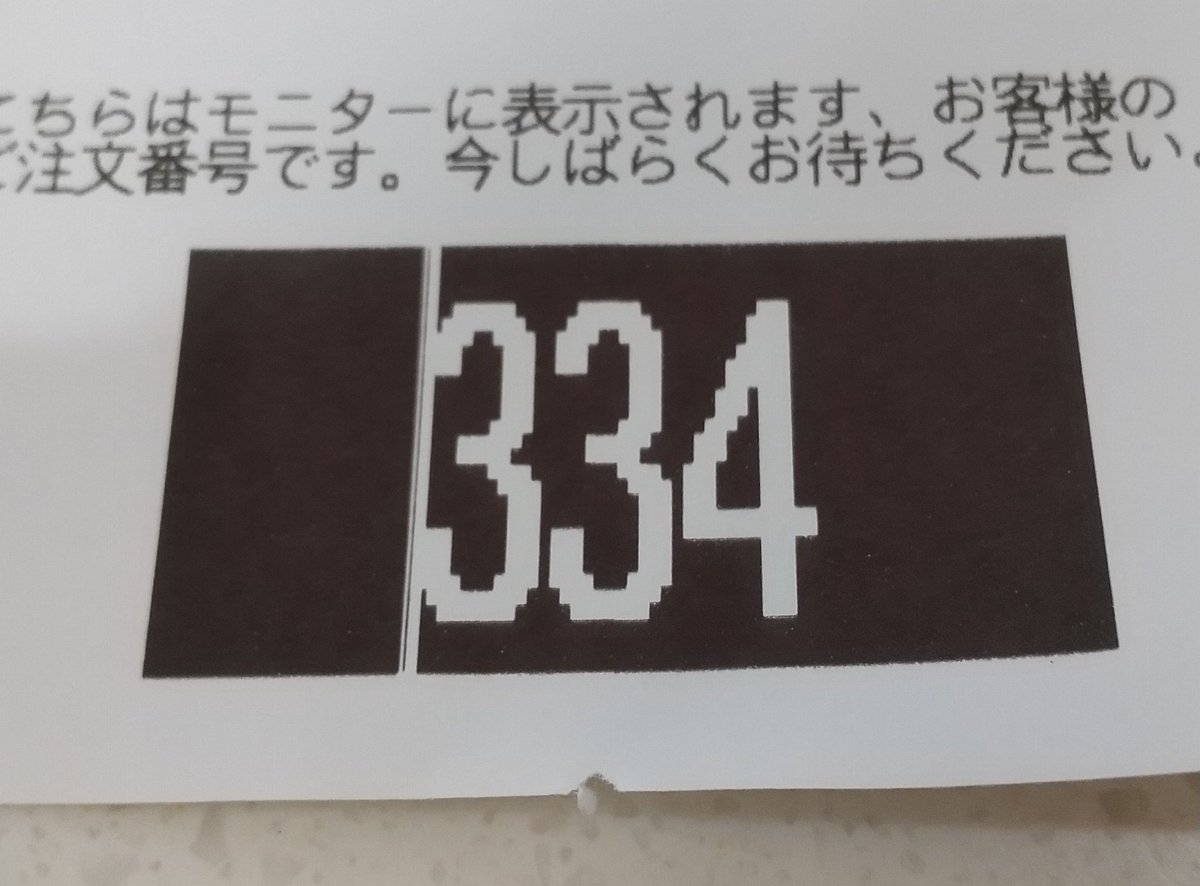 こちらはモニターに表示されます、お客様の
ご注文番号です。今しばらくお待ちください。
334